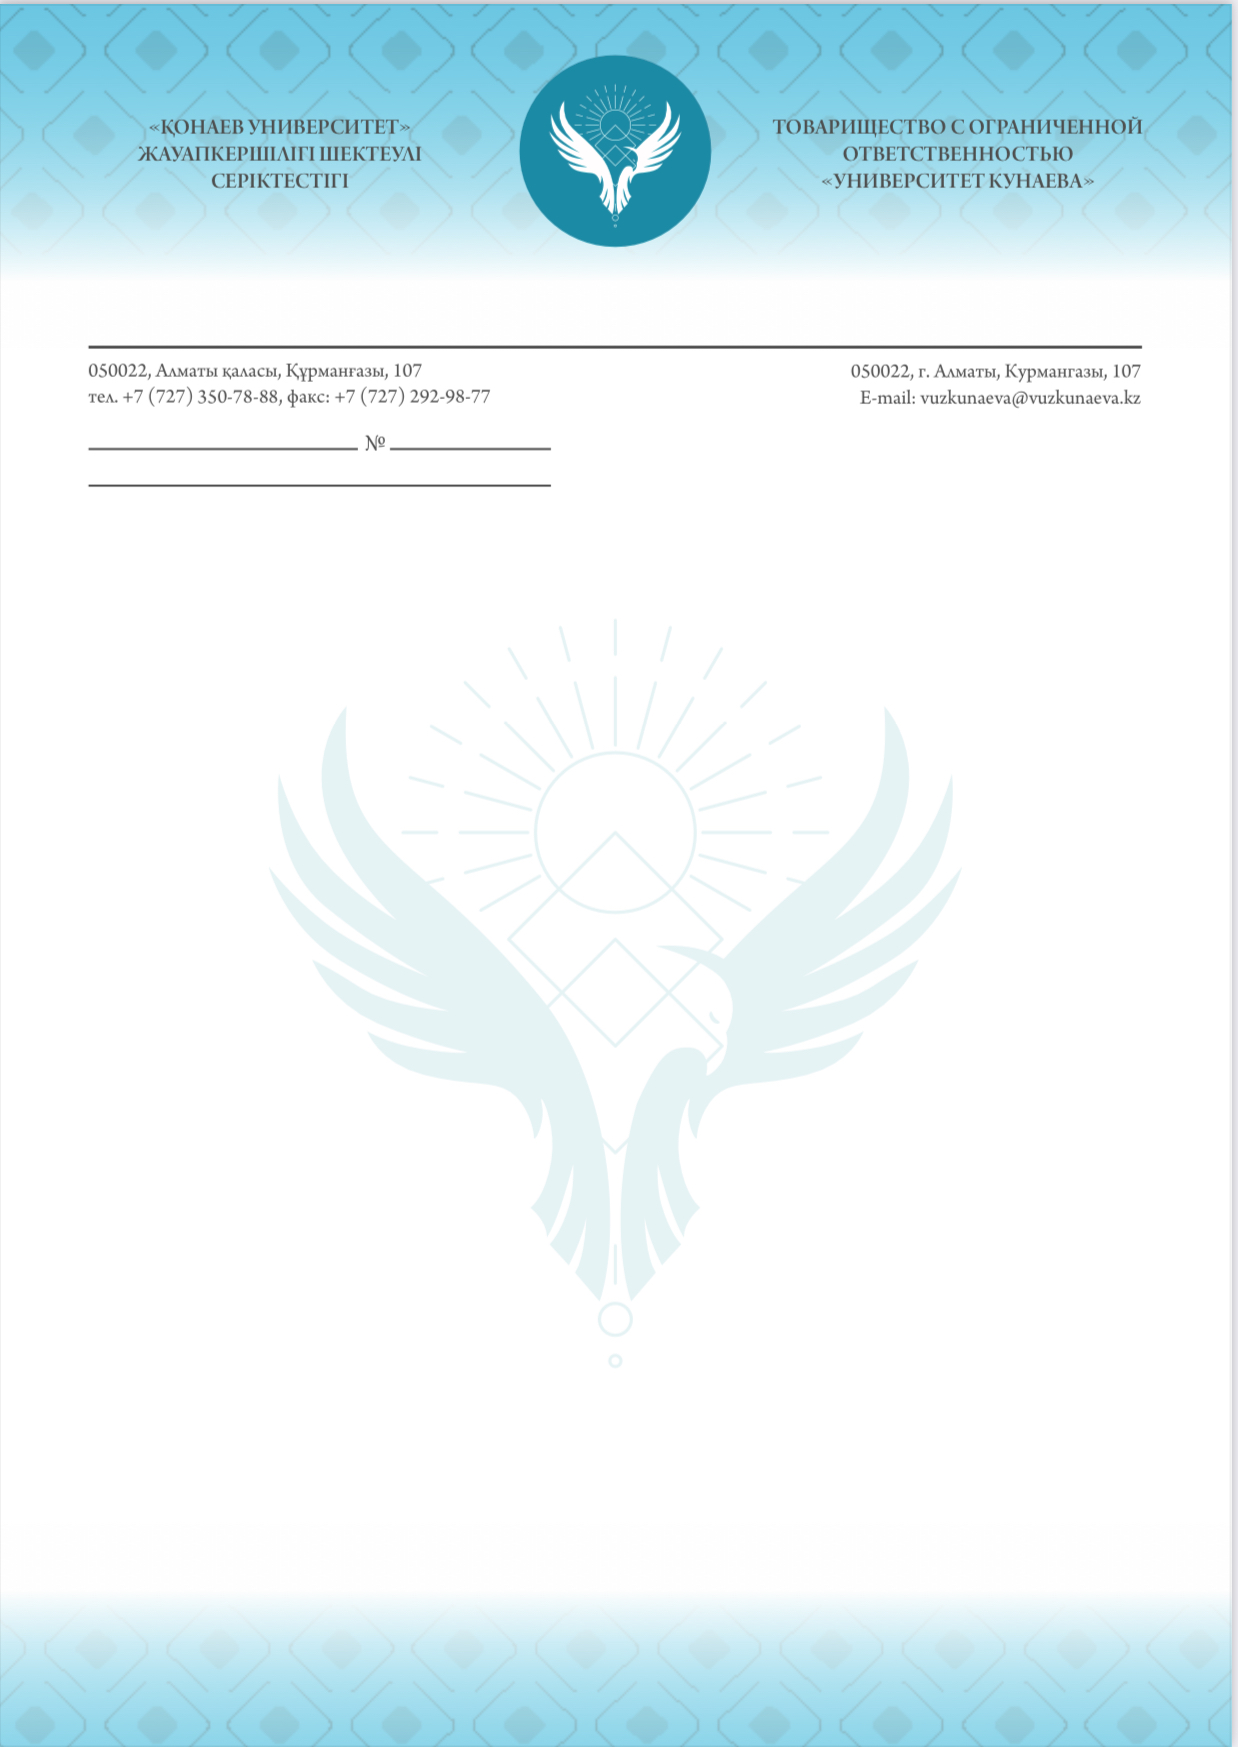 «ҚОНАЕВ УНИВЕРСИТЕТ»
ЖАУАПКЕРШІЛІГІ ШЕКТЕУЛІ
СЕРІКТЕСТІГІ
ТОВАРИЩЕСТВО С ОГРАНИЧЕННОЙ
ОТВЕТСТВЕННОСТЬЮ
«УНИВЕРСИТЕТ КУНАЕВА»
050022, Алматы қаласы, Құрманғазы, 107
тел. +7 (727) 350-78-88, факс: +7 (727) 292-98-77
050022, г. Алматы, Курмангазы, 107
E-mail: vuzkunaeva@vuzkunaeva.kz
№